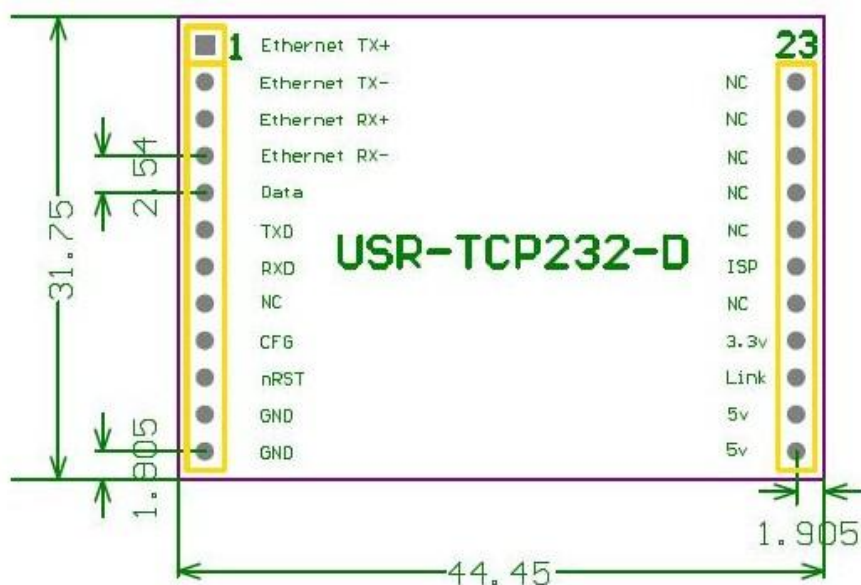 1 Ethernet TX+
23
Ethernet TX-
NC
Ethernet RX+
NC
Ethernet RX-
NC
2.54
Data
NC
TXD
NC
USR-TCP232-D
31.75
RXD
ISP
NC
NC
CFG
3.3v
nRST
Link
GND
5v
GND
5v
1.905
1.905
44.45